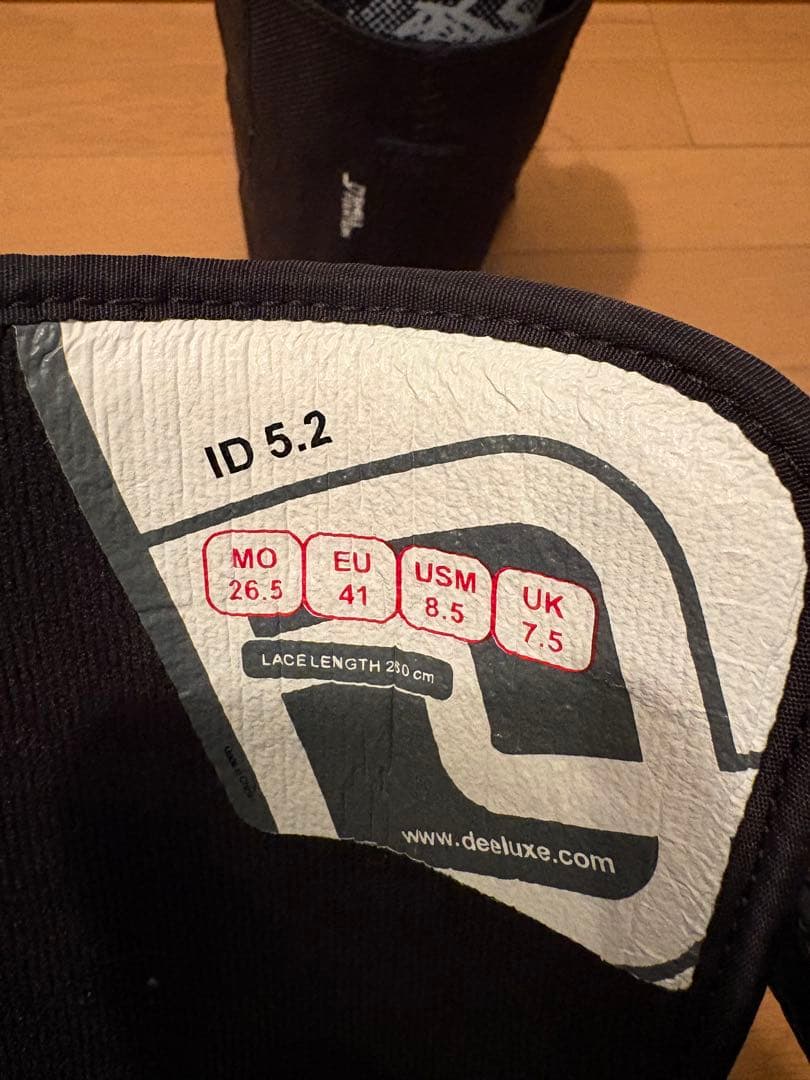 ID 5.2
MO
26.5
EU
41
USM
8.5
UK
7.5
LACE LENGTH cm
www.deeluxe.com